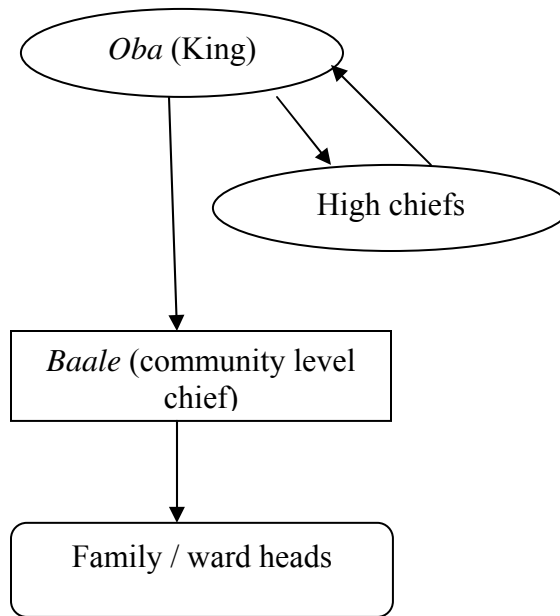 Oba (King)
High chiefs
Baale (community level
chief)
Family / ward heads